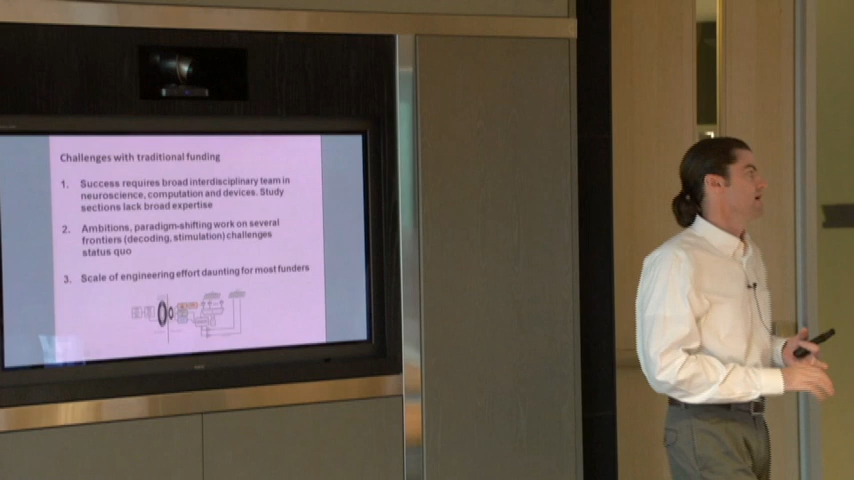 Challenges with traditional funding
1. Success requires broad interdisciplinary team in
neuroscience, computation and devices. Study
sections lack broad expertise
2. Ambitions, paradigm-shifting work on several
frontiers (decoding, stimulation) challenges
status quo
3. Scale of engineering effort daunting for most funders